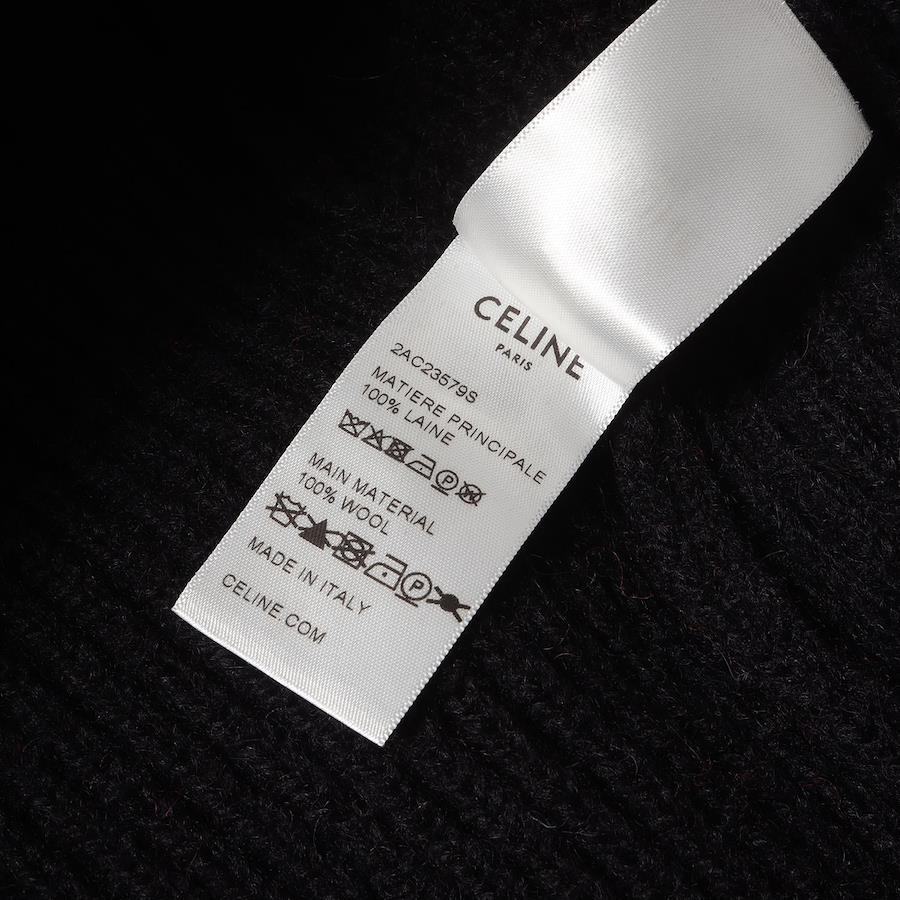 CELINE
PARIS
2AC23579S
MATIERE PRINCIPALE
100% LAINE
P W
MAIN MATERIAL
100% WOOL
P
MADE IN ITALY
CELINE.COM